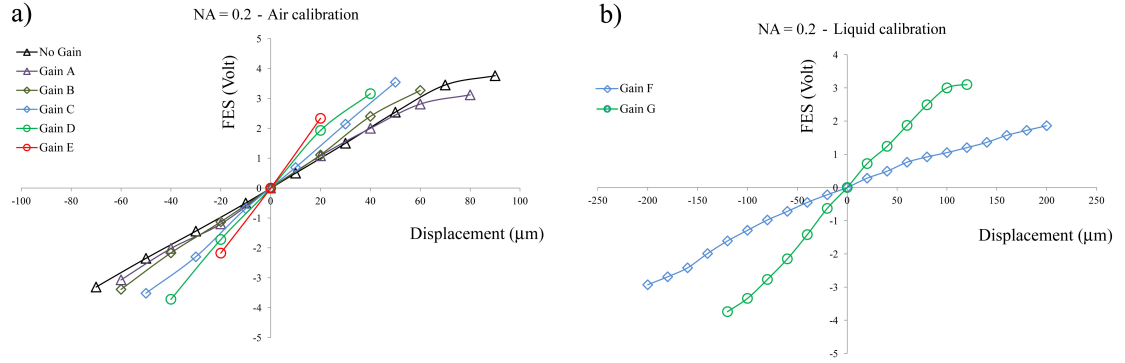 a)
NA = 0.2 - Air calibration
No Gain
Gain A
Gain B
Gain C
Gain D
Gain E
FES (Volt)
5
4
3
2
1
0
-1
-2
-3
-4
-5
-100 -80 -60 -40 -20 0 20 40 60 80 100
Displacement (µm)
b)
NA = 0.2 - Liquid calibration
Gain F
Gain G
FES (Volt)
4
3
2
1
0
-1
-2
-3
-4
-5
-250 -200 -150 -100 -50 0 50 100 150 200 250
Displacement (µm)